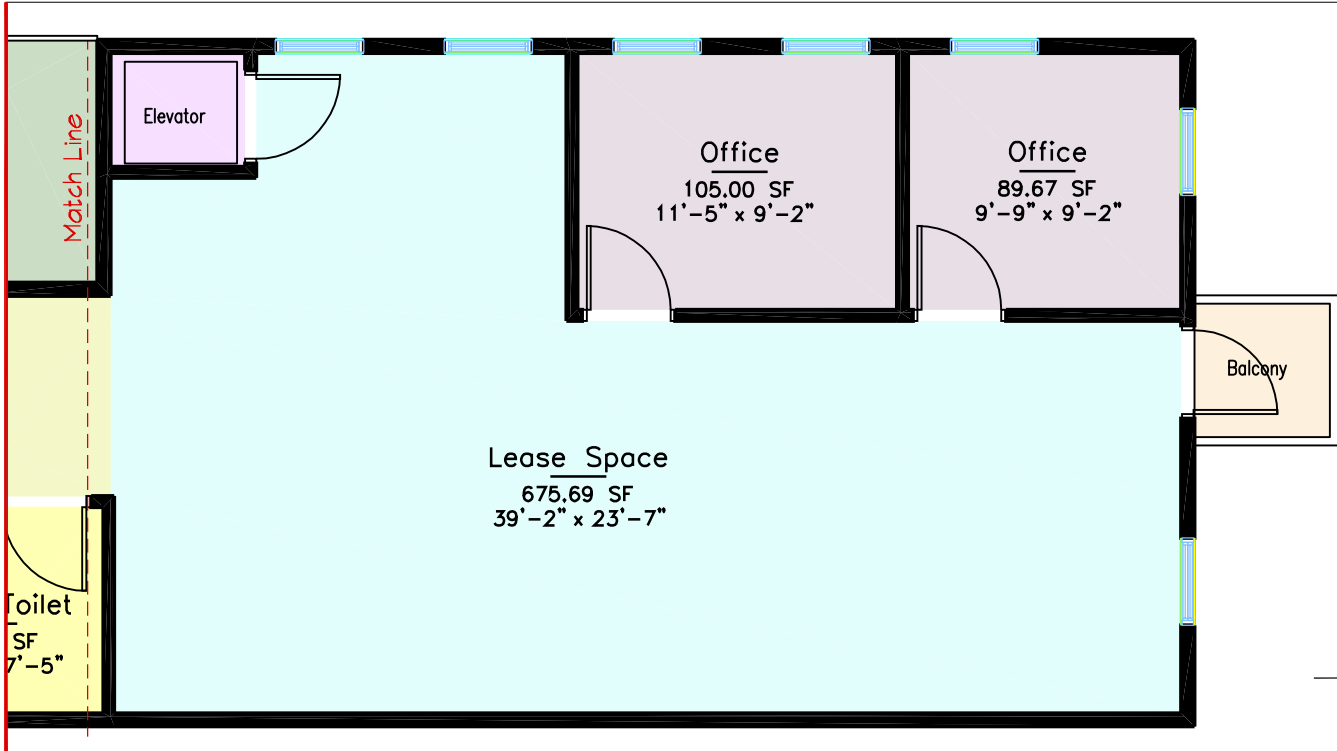 Elevator
Match Line
Office
105.00 SF
11'-5" x 9'-2"
Office
89.67 SF
9'-9" x 9'-2"
Balcony
Lease Space
675.69 SF
39'-2" x 23'-7"
Toilet
SF
7'-5"